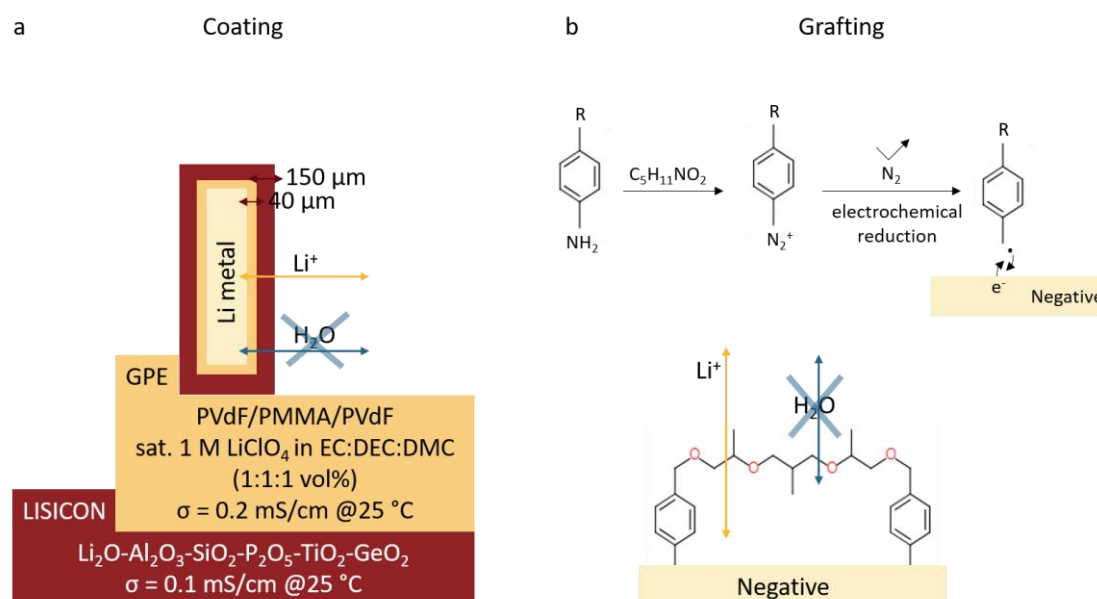 a
Coating
150 µm
40 µm
Li metal
Li⁺
H₂O
GPE
PVdF/PMMA/PVdF
sat. 1 M LiClO₄ in EC:DEC:DMC
(1:1:1 vol%)
σ = 0.2 mS/cm @25 °C
LISICON
Li₂O-Al₂O₃-SiO₂-P₂O₅-TiO₂-GeO₂
σ = 0.1 mS/cm @25 °C
b
Grafting
R
NH₂
C₅H₁₁NO₂
R
N₂⁺
N₂
electrochemical
reduction
R
e⁻
Negative
Li⁺
H₂O
O
O
O
O
Negative